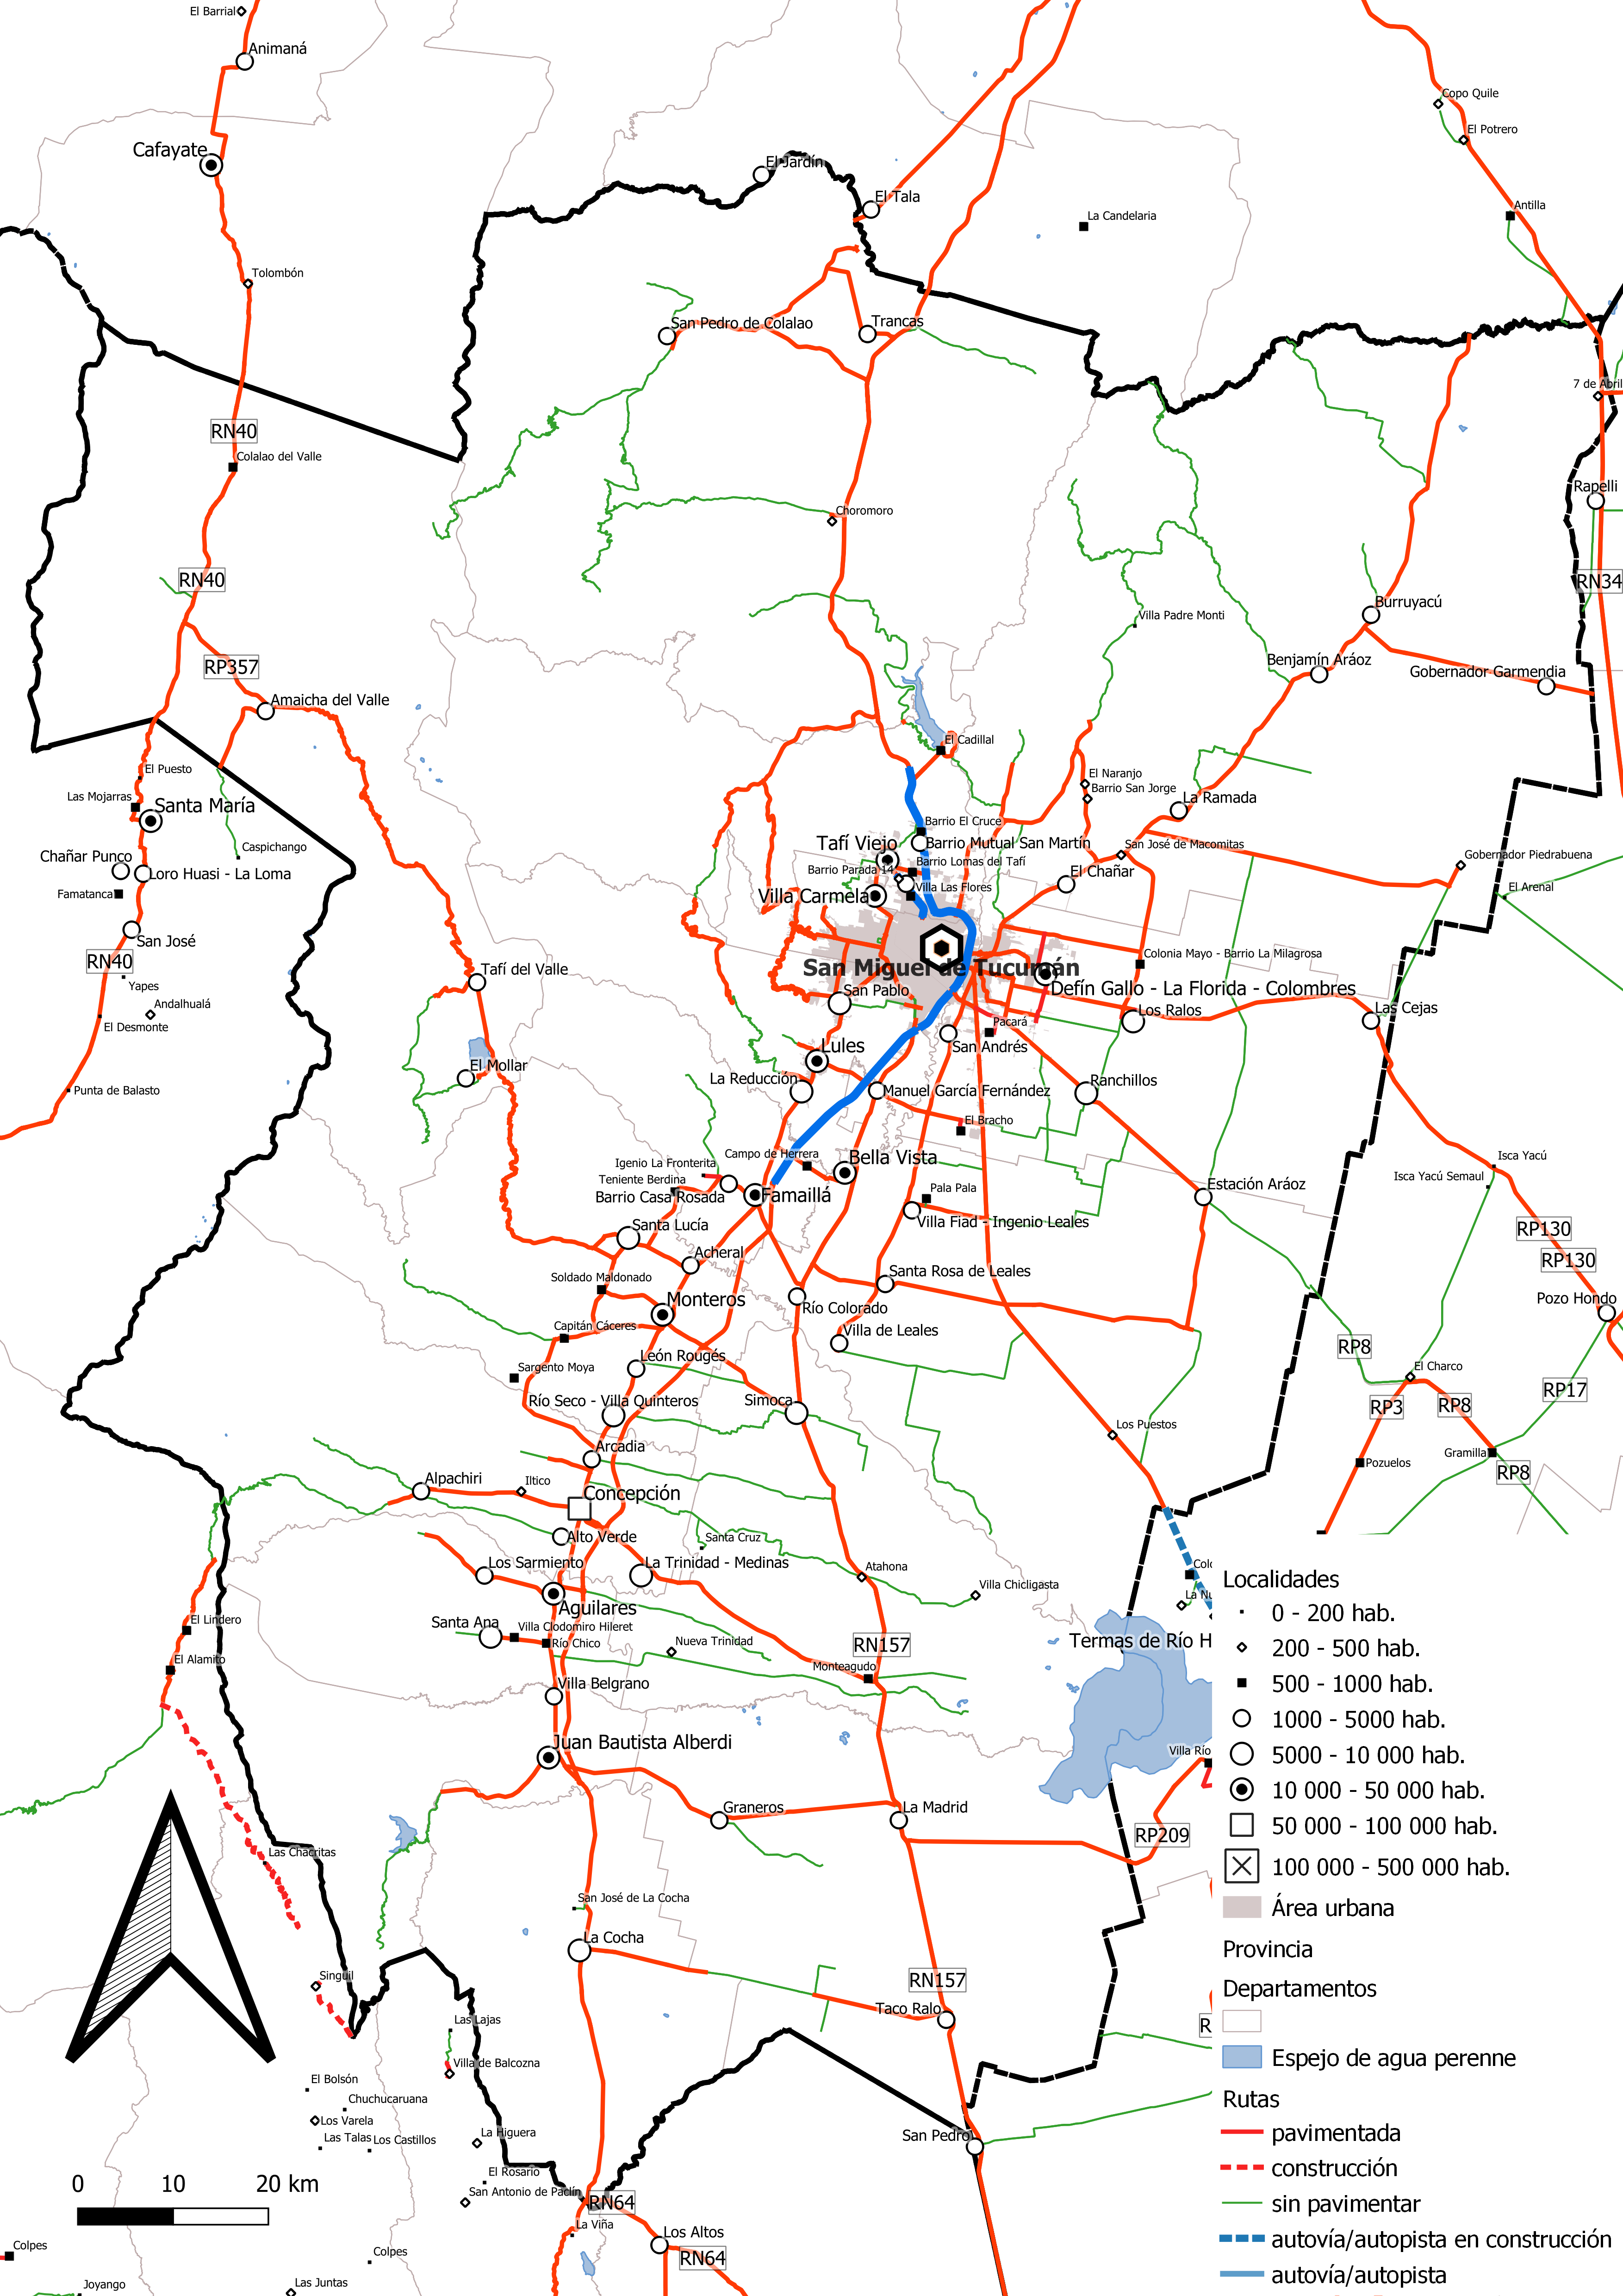 El Barrial
Animaná
Cafayate
Copo Quile
El Potrero
El Jardín
El Tala
La Candelaria
Antilla
Tolombón
San Pedro de Colalao
Trancas
7 de Abril
RN40
Colalao del Valle
Rapelli
Choromoro
RN40
RN34
Villa Padre Monti
Burruyacú
RP357
Benjamín Aráoz
Gobernador Garmendia
Amaicha del Valle
El Cadillal
El Puesto
El Naranjo
Barrio San Jorge
Las Mojarras
Santa María
La Ramada
Barrio El Cruce
Tafí Viejo
Barrio Mutual San Martín
San José de Macomitas
Caspichango
Chañar Punco
Loro Huasi - La Loma
Barrio Lomas del Tafí
Barrio Parada 14
El Chañar
Gobernador Piedrabuena
Famatanca
Villa Carmela
Villa Las Flores
El Arenal
San José
RN40
Colonia Mayo - Barrio La Milagrosa
San Miguel de Tucumán
Tafí del Valle
Yapes
Defín Gallo - La Florida - Colombres
San Pablo
Andalhualá
Los Ralos
Las Cejas
El Desmonte
Pacará
San Andrés
Lules
El Mollar
La Reducción
Ranchillos
Punta de Balasto
Manuel García Fernández
El Bracho
Campo de Herrera
Bella Vista
Isca Yacú
Igenio La Fronterita
Isca Yacú Semaul
Teniente Berdina
Estación Aráoz
Barrio Casa Rosada
Famaillá
Pala Pala
Santa Lucía
Villa Fiad - Ingenio Leales
RP130
Acheral
RP130
Soldado Maldonado
Santa Rosa de Leales
Monteros
Río Colorado
Pozo Hondo
Capitán Cáceres
Villa de Leales
RP8
León Rougés
Sargento Moya
El Charco
RP17
Río Seco - Villa Quinteros
Simoca
RP3
RP8
Los Puestos
Arcadia
Gramilla
Pozuelos
Alpachiri
Iltico
RP8
Concepción
Alto Verde
Santa Cruz
Los Sarmiento
La Trinidad - Medinas
Atahona
Colo
Villa Chicligasta
La Nu
Aguilares
El Lindero
Santa Ana
Villa Clodomiro Hileret
Río Chico
Nueva Trinidad
RN157
Termas de Río H
El Alamito
Monteagudo
Villa Belgrano
Juan Bautista Alberdi
Villa Río
Graneros
La Madrid
RP209
Las Chacritas
San José de La Cocha
La Cocha
Singuil
RN157
Taco Ralo
R
Las Lajas
Villa de Balcozna
El Bolsón
Chuchucaruana
Los Varela
Las Talas
Los Castillos
La Higuera
San Pedro
El Rosario
San Antonio de Paclín
RN64
La Viña
Los Altos
RN64
Colpes
Colpes
Joyango
Las Juntas
0 10 20 km
Localidades
0 - 200 hab.
200 - 500 hab.
500 - 1000 hab.
1000 - 5000 hab.
5000 - 10 000 hab.
10 000 - 50 000 hab.
50 000 - 100 000 hab.
100 000 - 500 000 hab.
Área urbana
Provincia
Departamentos
Espejo de agua perenne
Rutas
pavimentada
construcción
sin pavimentar
autovía/autopista en construcción
autovía/autopista